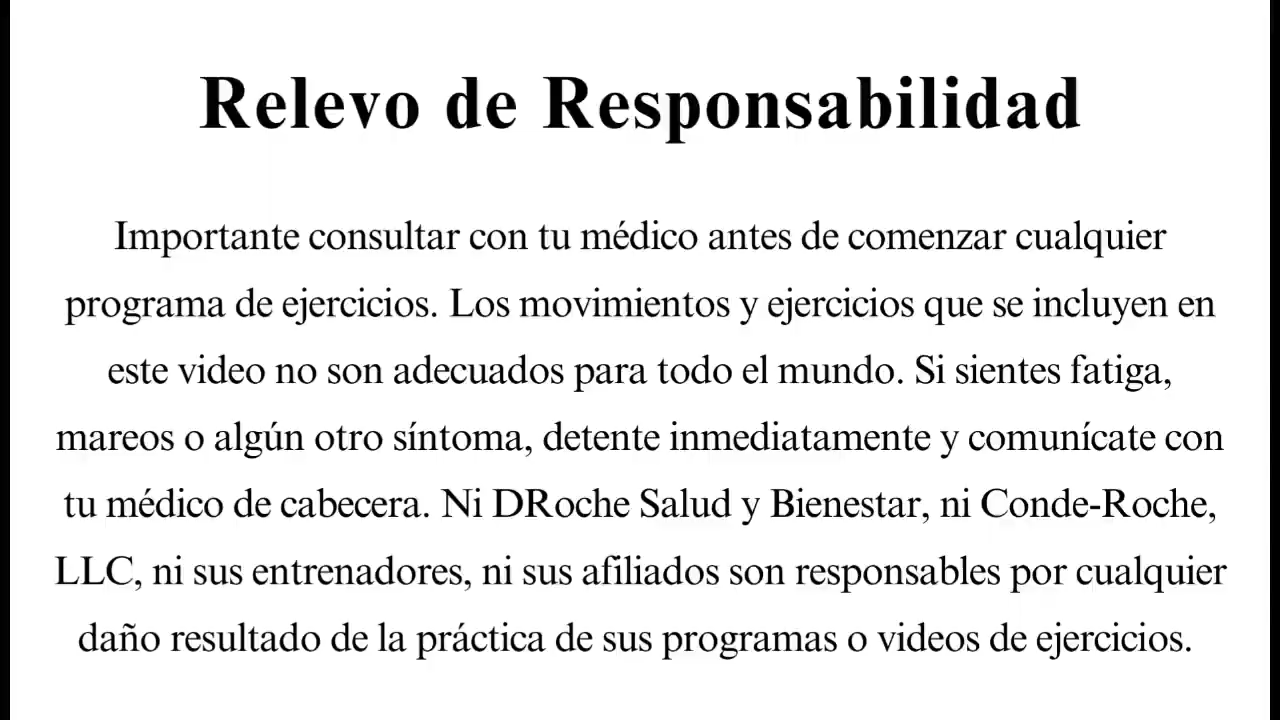 Relevo de Responsabilidad
Importante consultar con tu médico antes de comenzar cualquier
programa de ejercicios. Los movimientos y ejercicios que se incluyen en
este video no son adecuados para todo el mundo. Si sientes fatiga,
mareos o algún otro síntoma, detente inmediatamente y comunícate con
tu médico de cabecera. Ni DRoche Salud y Bienestar, ni Conde-Roche,
LLC, ni sus entrenadores, ni sus afiliados son responsables por cualquier
daño resultado de la práctica de sus programas o videos de ejercicios.